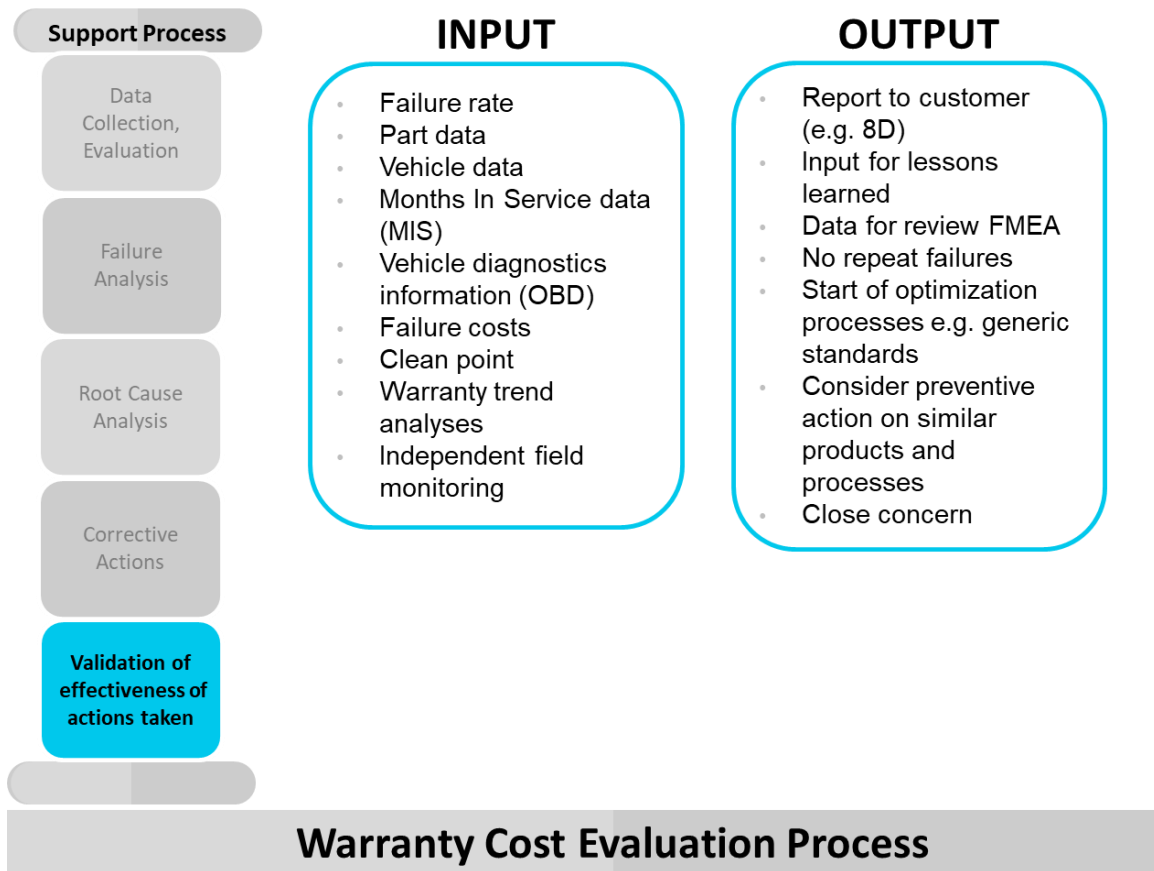 Support Process
Data
Collection,
Evaluation
Failure
Analysis
Root Cause
Analysis
Corrective
Actions
Validation of
effectiveness of
actions taken
INPUT
• Failure rate
• Part data
• Vehicle data
• Months In Service data
(MIS)
• Vehicle diagnostics
information (OBD)
• Failure costs
• Clean point
• Warranty trend
analyses
• Independent field
monitoring
OUTPUT
• Report to customer
(e.g. 8D)
• Input for lessons
learned
• Data for review FMEA
• No repeat failures
• Start of optimization
processes e.g. generic
standards
• Consider preventive
action on similar
products and
processes
• Close concern
Warranty Cost Evaluation Process